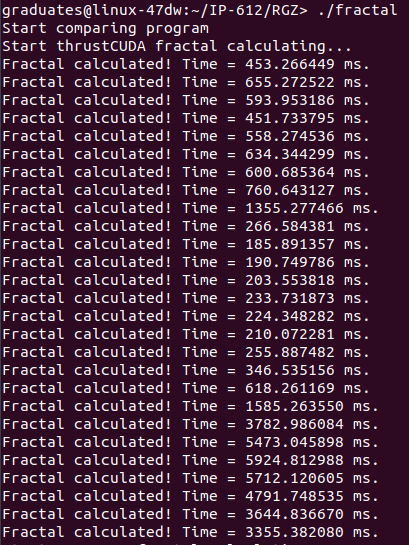 graduates@linux-47dw:~/IP-612/RGZ> ./fractal
Start comparing program
Start thrustCUDA fractal calculating...
Fractal calculated! Time = 453.266449 ms.
Fractal calculated! Time = 655.272522 ms.
Fractal calculated! Time = 593.953186 ms.
Fractal calculated! Time = 451.733795 ms.
Fractal calculated! Time = 558.274536 ms.
Fractal calculated! Time = 634.344299 ms.
Fractal calculated! Time = 600.685364 ms.
Fractal calculated! Time = 760.643127 ms.
Fractal calculated! Time = 1355.277466 ms.
Fractal calculated! Time = 266.584381 ms.
Fractal calculated! Time = 185.891357 ms.
Fractal calculated! Time = 190.749786 ms.
Fractal calculated! Time = 203.553818 ms.
Fractal calculated! Time = 233.731873 ms.
Fractal calculated! Time = 224.348282 ms.
Fractal calculated! Time = 210.072281 ms.
Fractal calculated! Time = 255.887482 ms.
Fractal calculated! Time = 346.535156 ms.
Fractal calculated! Time = 618.261169 ms.
Fractal calculated! Time = 1585.263550 ms.
Fractal calculated! Time = 3782.986084 ms.
Fractal calculated! Time = 5473.045898 ms.
Fractal calculated! Time = 5924.812988 ms.
Fractal calculated! Time = 5712.120605 ms.
Fractal calculated! Time = 4791.748535 ms.
Fractal calculated! Time = 3644.836670 ms.
Fractal calculated! Time = 3355.382080 ms.